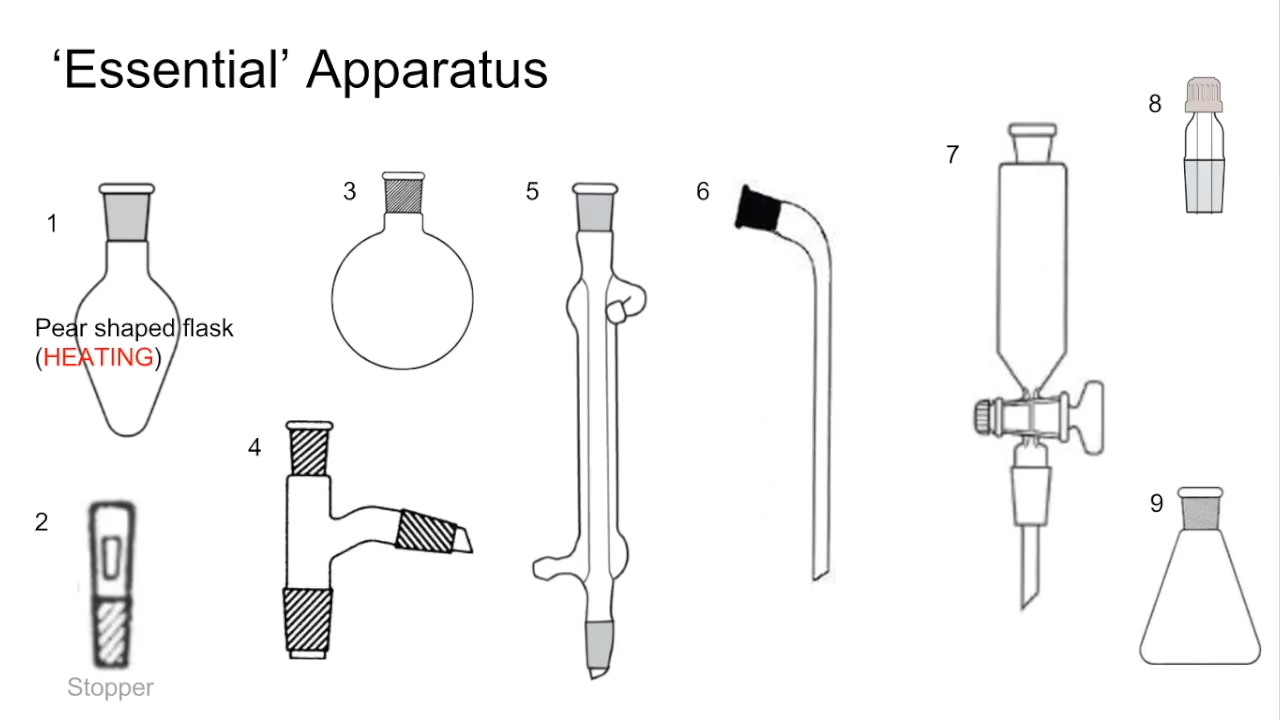 ‘Essential’ Apparatus
1
Pear shaped flask
(HEATING)
2
Stopper
3
4
5
6
7
8
9